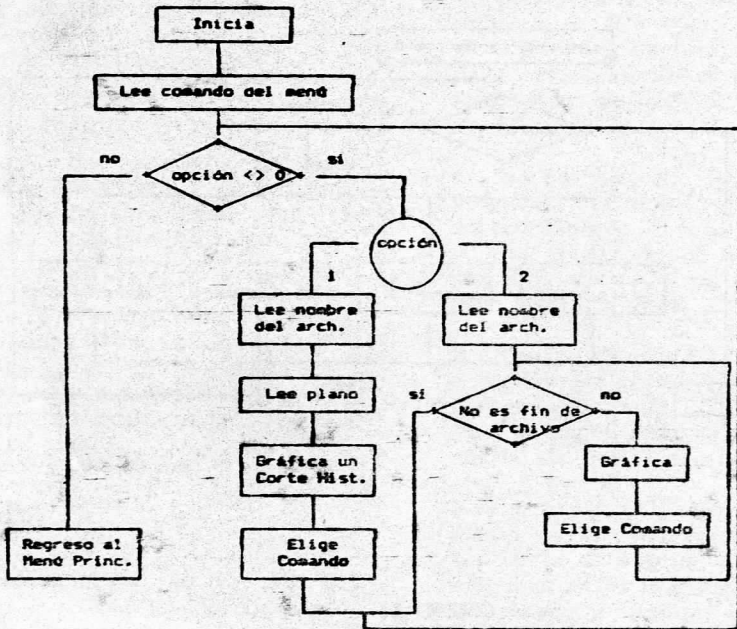 Inicia
Lee comando del menú
no
si
opción <> 0
opción
1
2
Lee nombre
del arch.
Lee nombre
del arch.
Lee plano
si
no
No es fin de
archivo
Gráfica un
Corte Hist.
Gráfica
Elige Comando
Regreso al
Menú Princ.
Elige
Comando